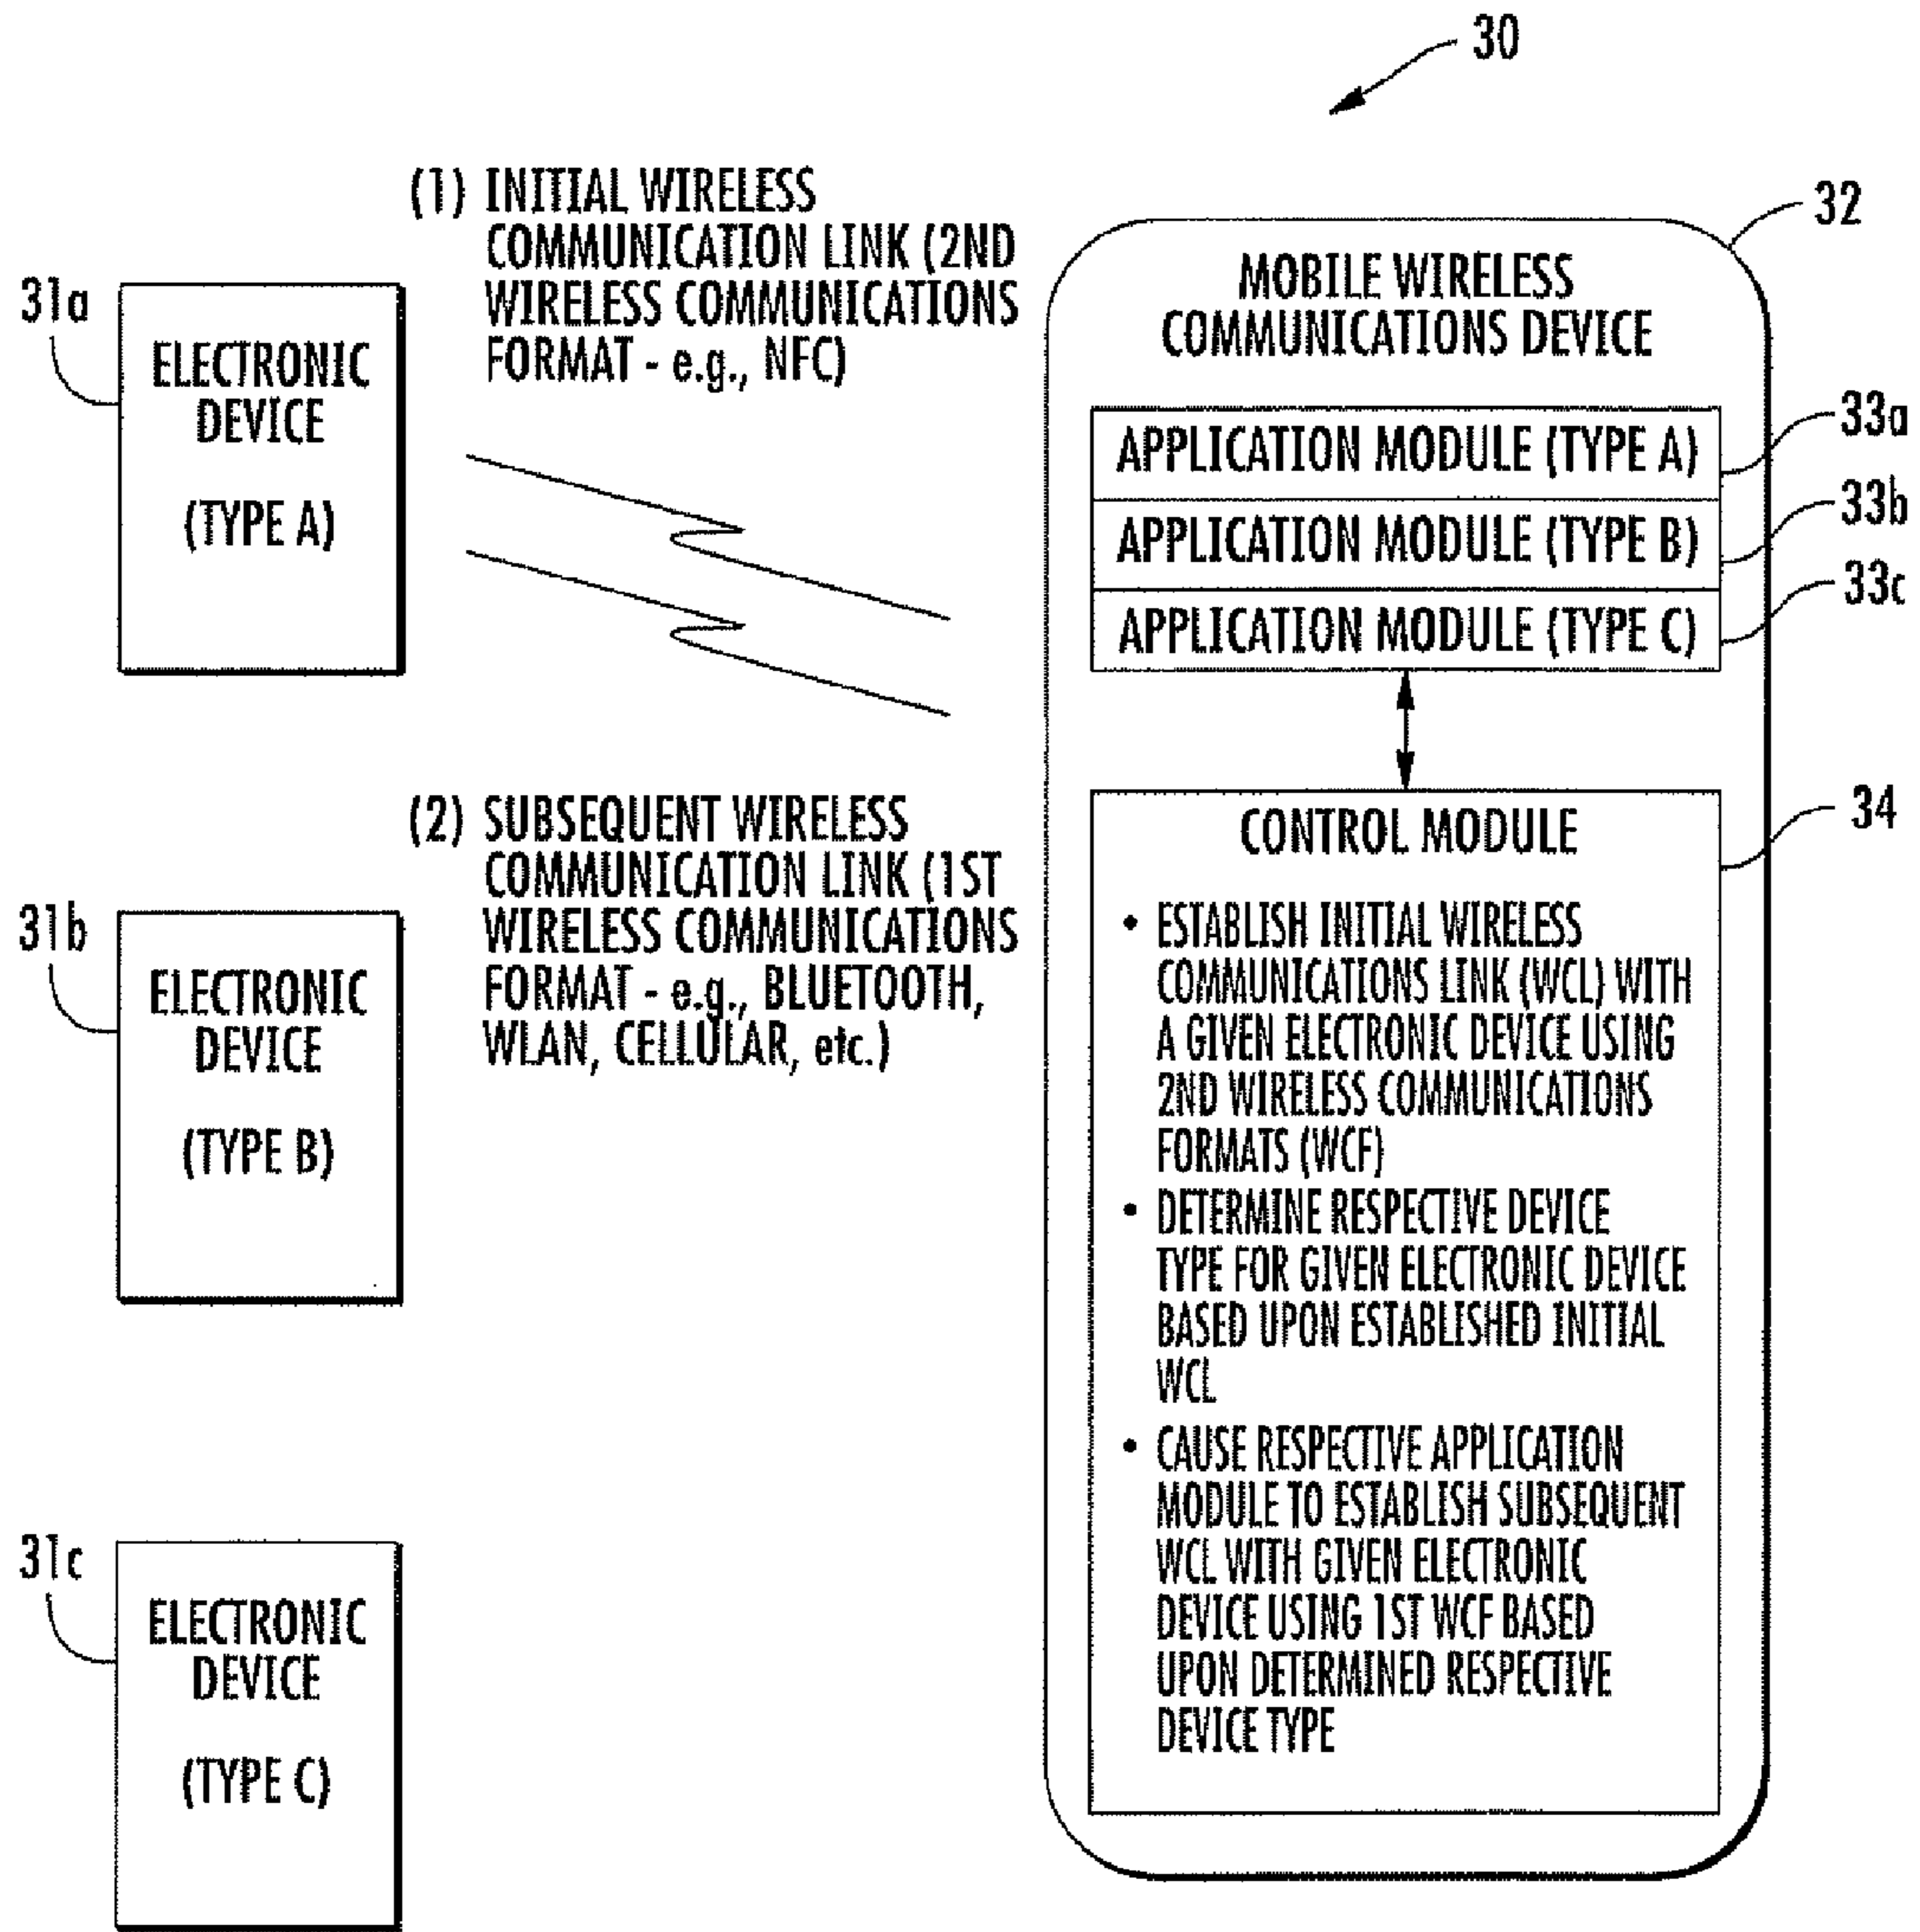 30
(1) INITIAL WIRELESS
COMMUNICATION LINK (2ND
WIRELESS COMMUNICATIONS
FORMAT - e.g., NFC)
31a
ELECTRONIC
DEVICE
(TYPE A)
(2) SUBSEQUENT WIRELESS
COMMUNICATION LINK (1ST
WIRELESS COMMUNICATIONS
FORMAT - e.g., BLUETOOTH,
WLAN, CELLULAR, etc.)
31b
ELECTRONIC
DEVICE
(TYPE B)
31c
ELECTRONIC
DEVICE
(TYPE C)
32
MOBILE WIRELESS
COMMUNICATIONS DEVICE
APPLICATION MODULE (TYPE A)
33a
APPLICATION MODULE (TYPE B)
33b
APPLICATION MODULE (TYPE C)
33c
34
CONTROL MODULE
• ESTABLISH INITIAL WIRELESS
COMMUNICATIONS LINK (WCL) WITH
A GIVEN ELECTRONIC DEVICE USING
2ND WIRELESS COMMUNICATIONS
FORMATS (WCF)
• DETERMINE RESPECTIVE DEVICE
TYPE FOR GIVEN ELECTRONIC DEVICE
BASED UPON ESTABLISHED INITIAL
WCL
• CAUSE RESPECTIVE APPLICATION
MODULE TO ESTABLISH SUBSEQUENT
WCL WITH GIVEN ELECTRONIC
DEVICE USING 1ST WCF BASED
UPON DETERMINED RESPECTIVE
DEVICE TYPE